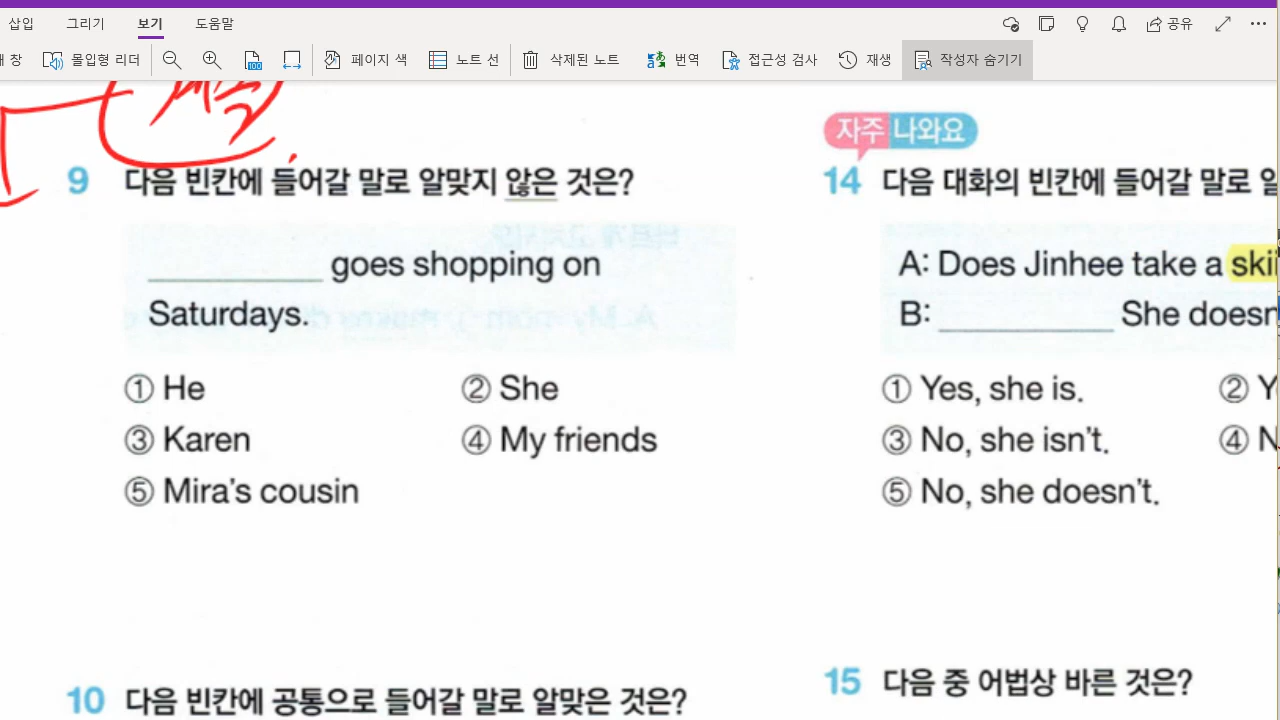 삽입 그리기 보기 도움말 공유
새 창 몰입형 리더 100 페이지 색 노트 선 삭제된 노트 번역 접근성 검사 재생 작성자 숨기기
9 다음 빈칸에 들어갈 말로 알맞지 않은 것은?
__________ goes shopping on
Saturdays.
① He ② She
③ Karen ④ My friends
⑤ Mira's cousin
10 다음 빈칸에 공통으로 들어갈 말로 알맞은 것은?
자주 나와요
14 다음 대화의 빈칸에 들어갈 말로
A: Does Jinhee take a
B: __________ She
① Yes, she is. ②
③ No, she isn't. ④
⑤ No, she doesn't.
15 다음 중 어법상 바른 것은?